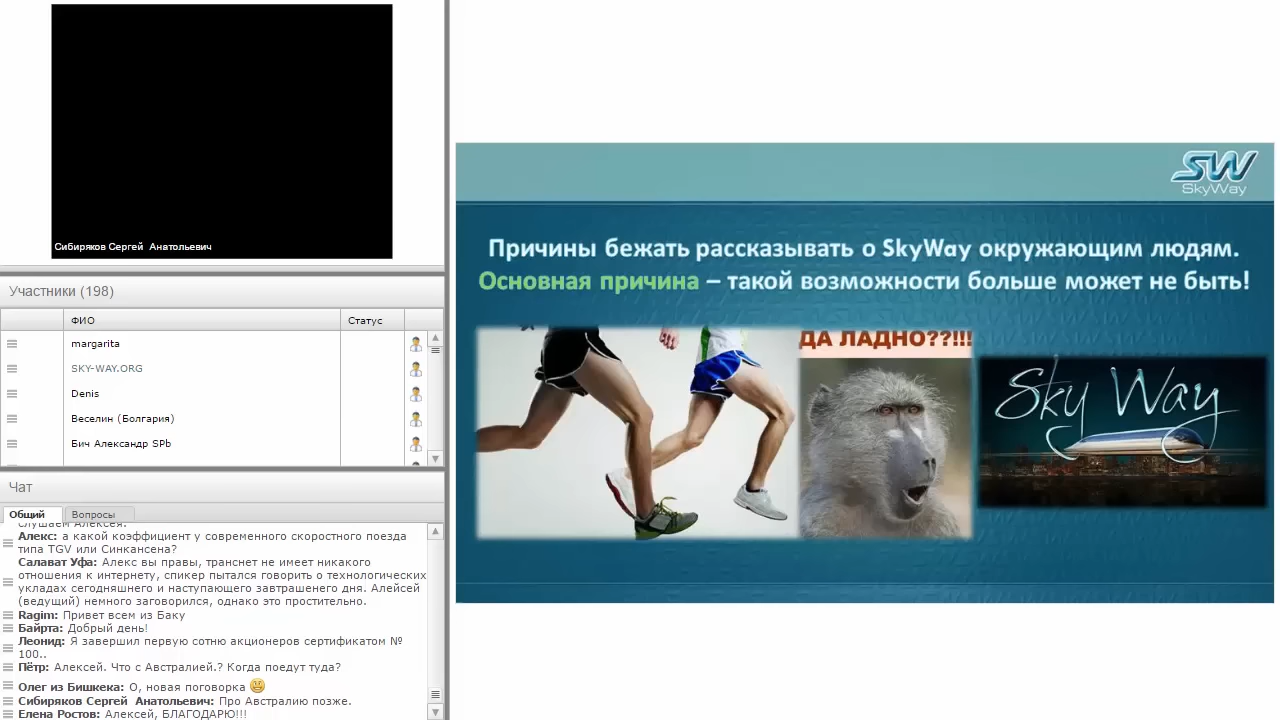 Сибиряков Сергей  Анатольевич
Участники (198)
ФИО
Статус
margarita
SKY-WAY.ORG
Denis
Веселин (Болгария)
Бич Александр SPb
Чат
Общий
Вопросы
слушаем Алексея.
Алекс: а какой коэффициент у современного скоростного поезда
типа TGV или Синкансена?
Салават Уфа: Алекс вы правы, транснет не имеет никакого
отношения к интернету, спикер пытался говорить о технологических
укладах сегодняшнего и наступающего завтрашенего дня. Алейсей
(ведущий) немного заговорился, однако это простительно.
Ragim: Привет всем из Баку
Байрта: Добрый день!
Леонид: Я завершил первую сотню акционеров сертификатом №
100..
Пётр: Алексей. Что с Австралией.? Когда поедут туда?
Олег из Бишкека: О, новая поговорка
Сибиряков Сергей  Анатольевич: Про Австралию позже.
Елена Ростов: Алексей, БЛАГОДАРЮ!!!
SW
SkyWay
Причины бежать рассказывать о SkyWay окружающим людям.
Основная причина – такой возможности больше может не быть!
ДА ЛАДНО??!!!
Sky Way